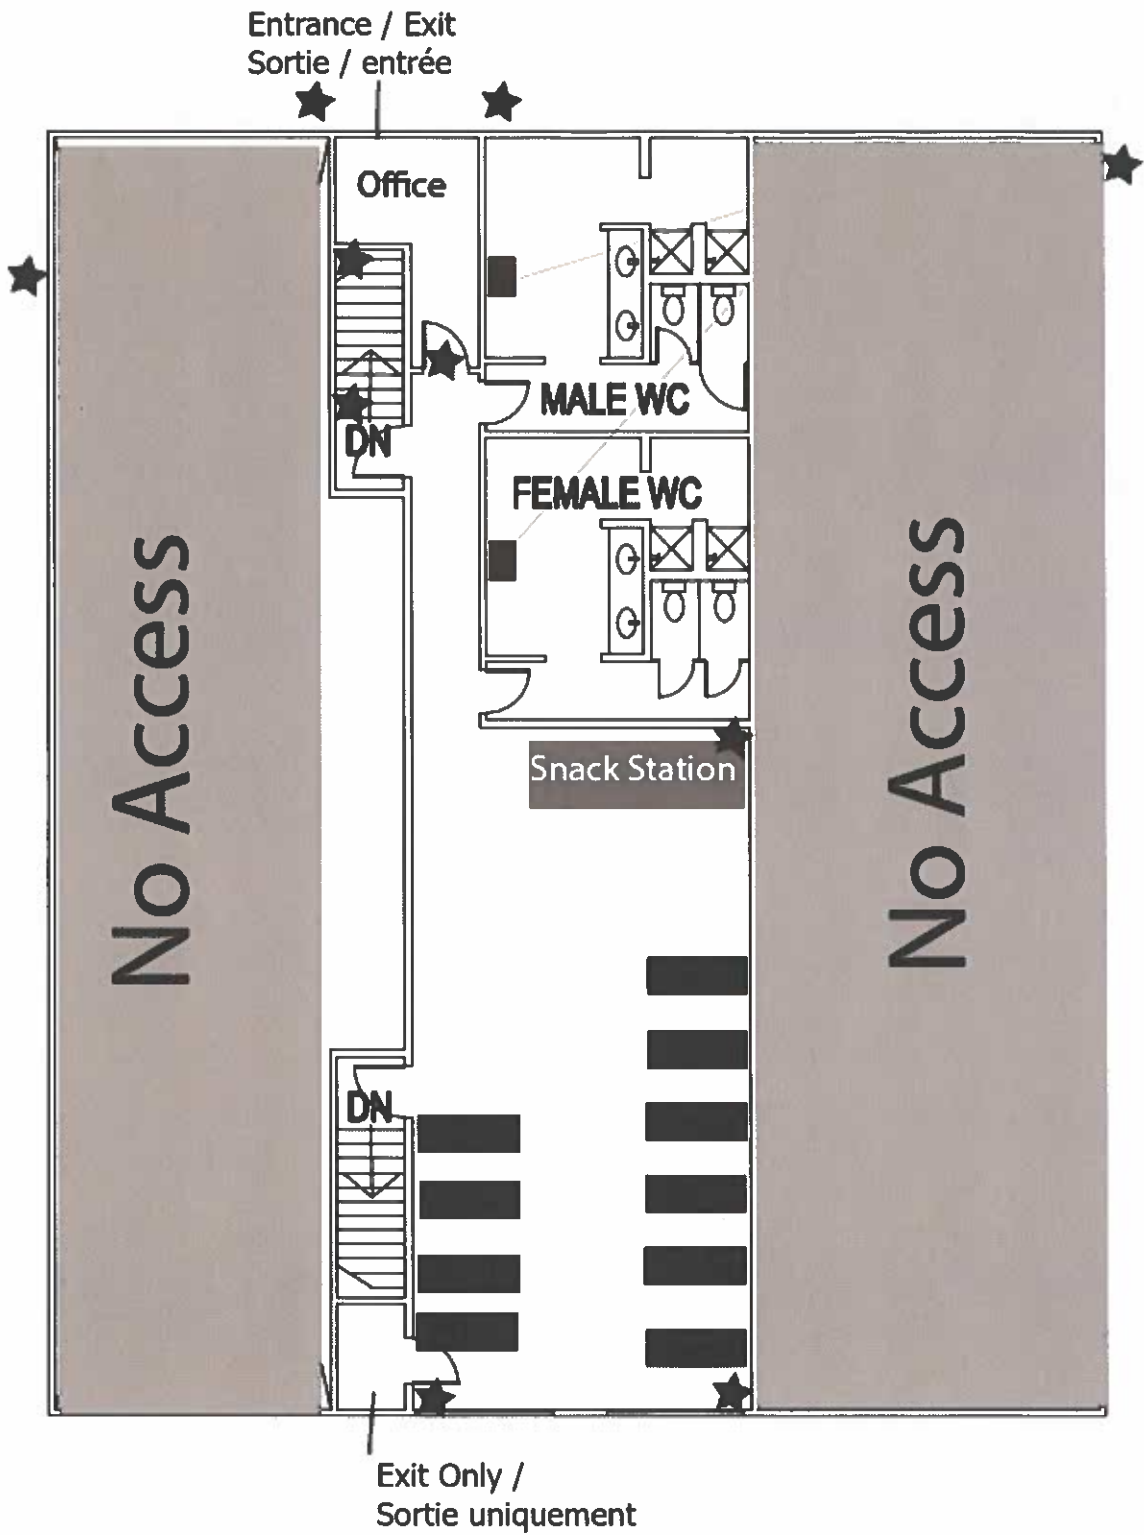 Entrance / Exit
Sortie / entrée
Office
DN
MALE WC
FEMALE WC
No Access
No Access
Snack Station
DN
Exit Only /
Sortie uniquement